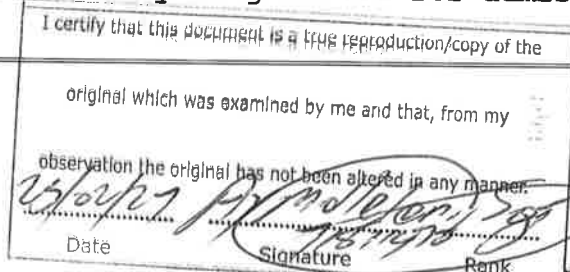 I certify that this document is a true reproduction/copy of the
original which was examined by me and that, from my
observation the original has not been altered in any manner.
Date
Signature
Rank